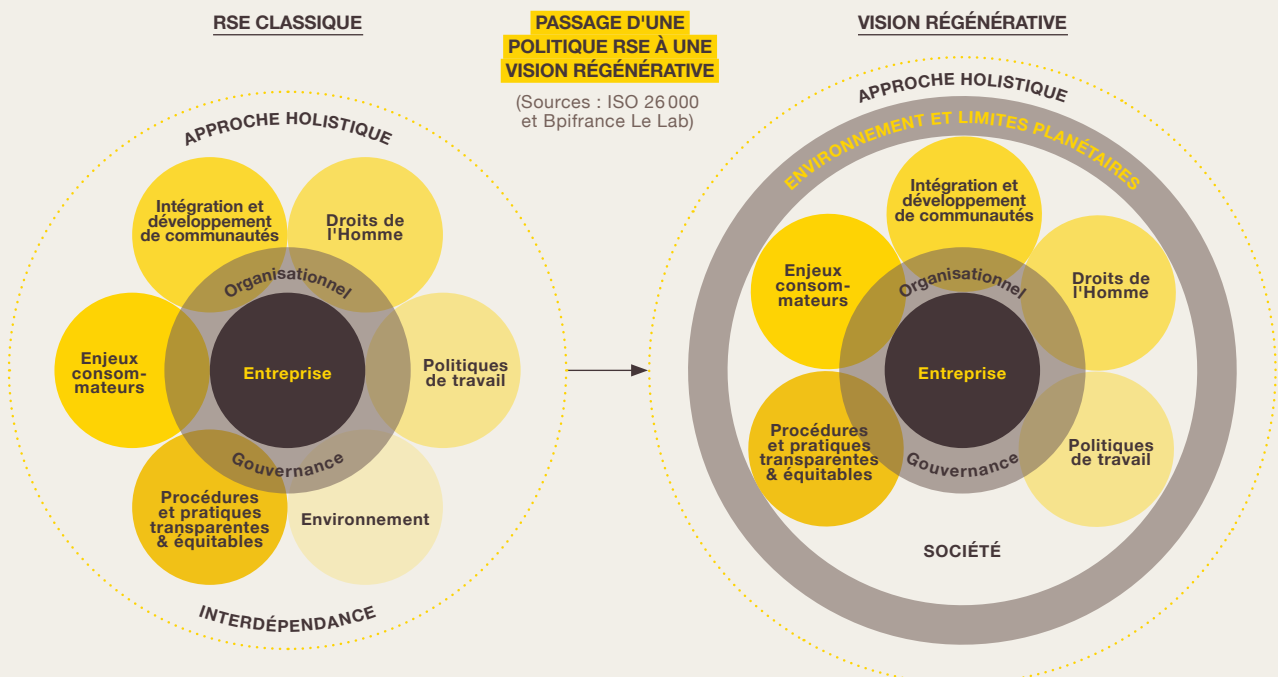 RSE CLASSIQUE
PASSAGE D'UNE
POLITIQUE RSE À UNE
VISION RÉGÉNÉRATIVE
(Sources : ISO 26 000
et Bpifrance Le Lab)
VISION RÉGÉNÉRATIVE
APPROCHE HOLISTIQUE
Intégration et
développement
de communautés
Droits de
l'Homme
Organisationnel
Enjeux
consom-
mateurs
Entreprise
Politiques
de travail
Gouvernance
Procédures
et pratiques
transparentes
& équitables
Environnement
INTERDÉPENDANCE
APPROCHE HOLISTIQUE
ENVIRONNEMENT ET LIMITES PLANÉTAIRES
Intégration et
développement
de communautés
Enjeux
consom-
mateurs
Organisationnel
Droits de
l'Homme
Entreprise
Procédures
et pratiques
transparentes
& équitables
Gouvernance
Politiques
de travail
SOCIÉTÉ